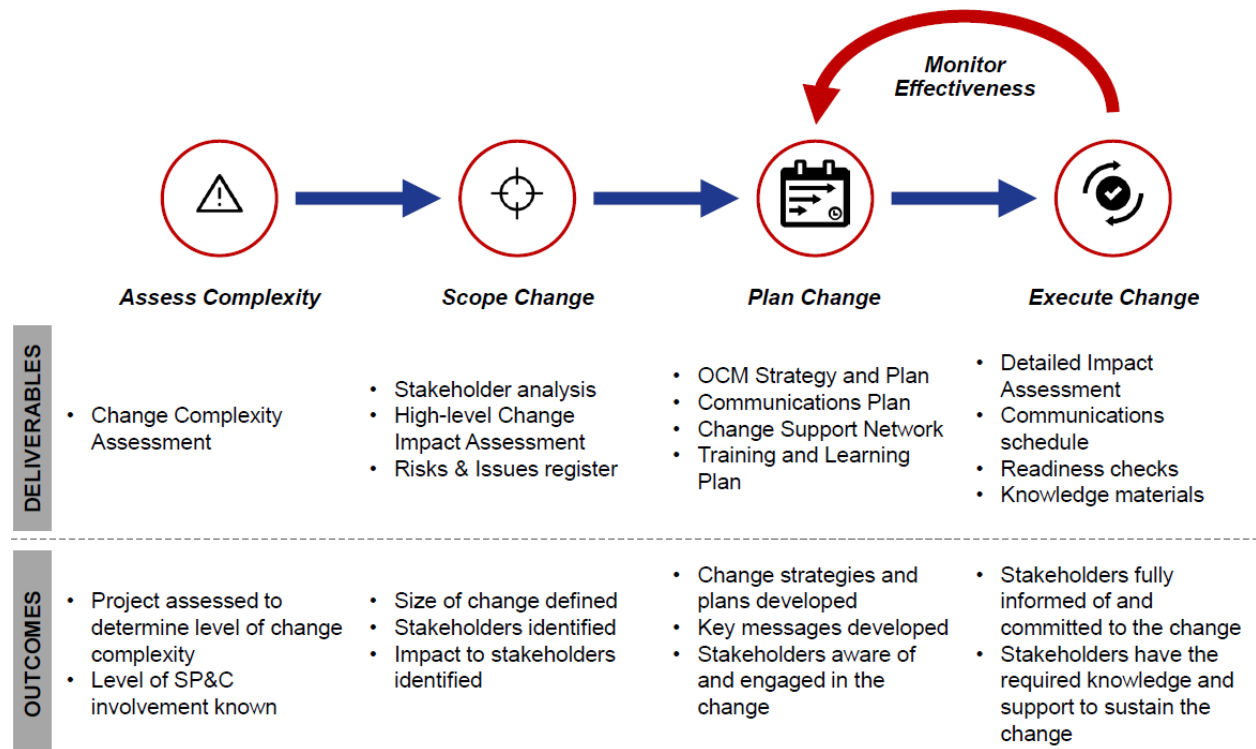 Monitor
Effectiveness
Assess Complexity
Scope Change
Plan Change
Execute Change
DELIVERABLES
• Change Complexity
Assessment
• Stakeholder analysis
• High-level Change
Impact Assessment
• Risks & Issues register
• OCM Strategy and Plan
• Communications Plan
• Change Support Network
• Training and Learning
Plan
• Detailed Impact
Assessment
• Communications
schedule
• Readiness checks
• Knowledge materials
OUTCOMES
• Project assessed to
determine level of change
complexity
• Level of SP&C
involvement known
• Size of change defined
• Stakeholders identified
• Impact to stakeholders
identified
• Change strategies and
plans developed
• Key messages developed
• Stakeholders aware of
and engaged in the
change
• Stakeholders fully
informed of and
committed to the change
• Stakeholders have the
required knowledge and
support to sustain the
change